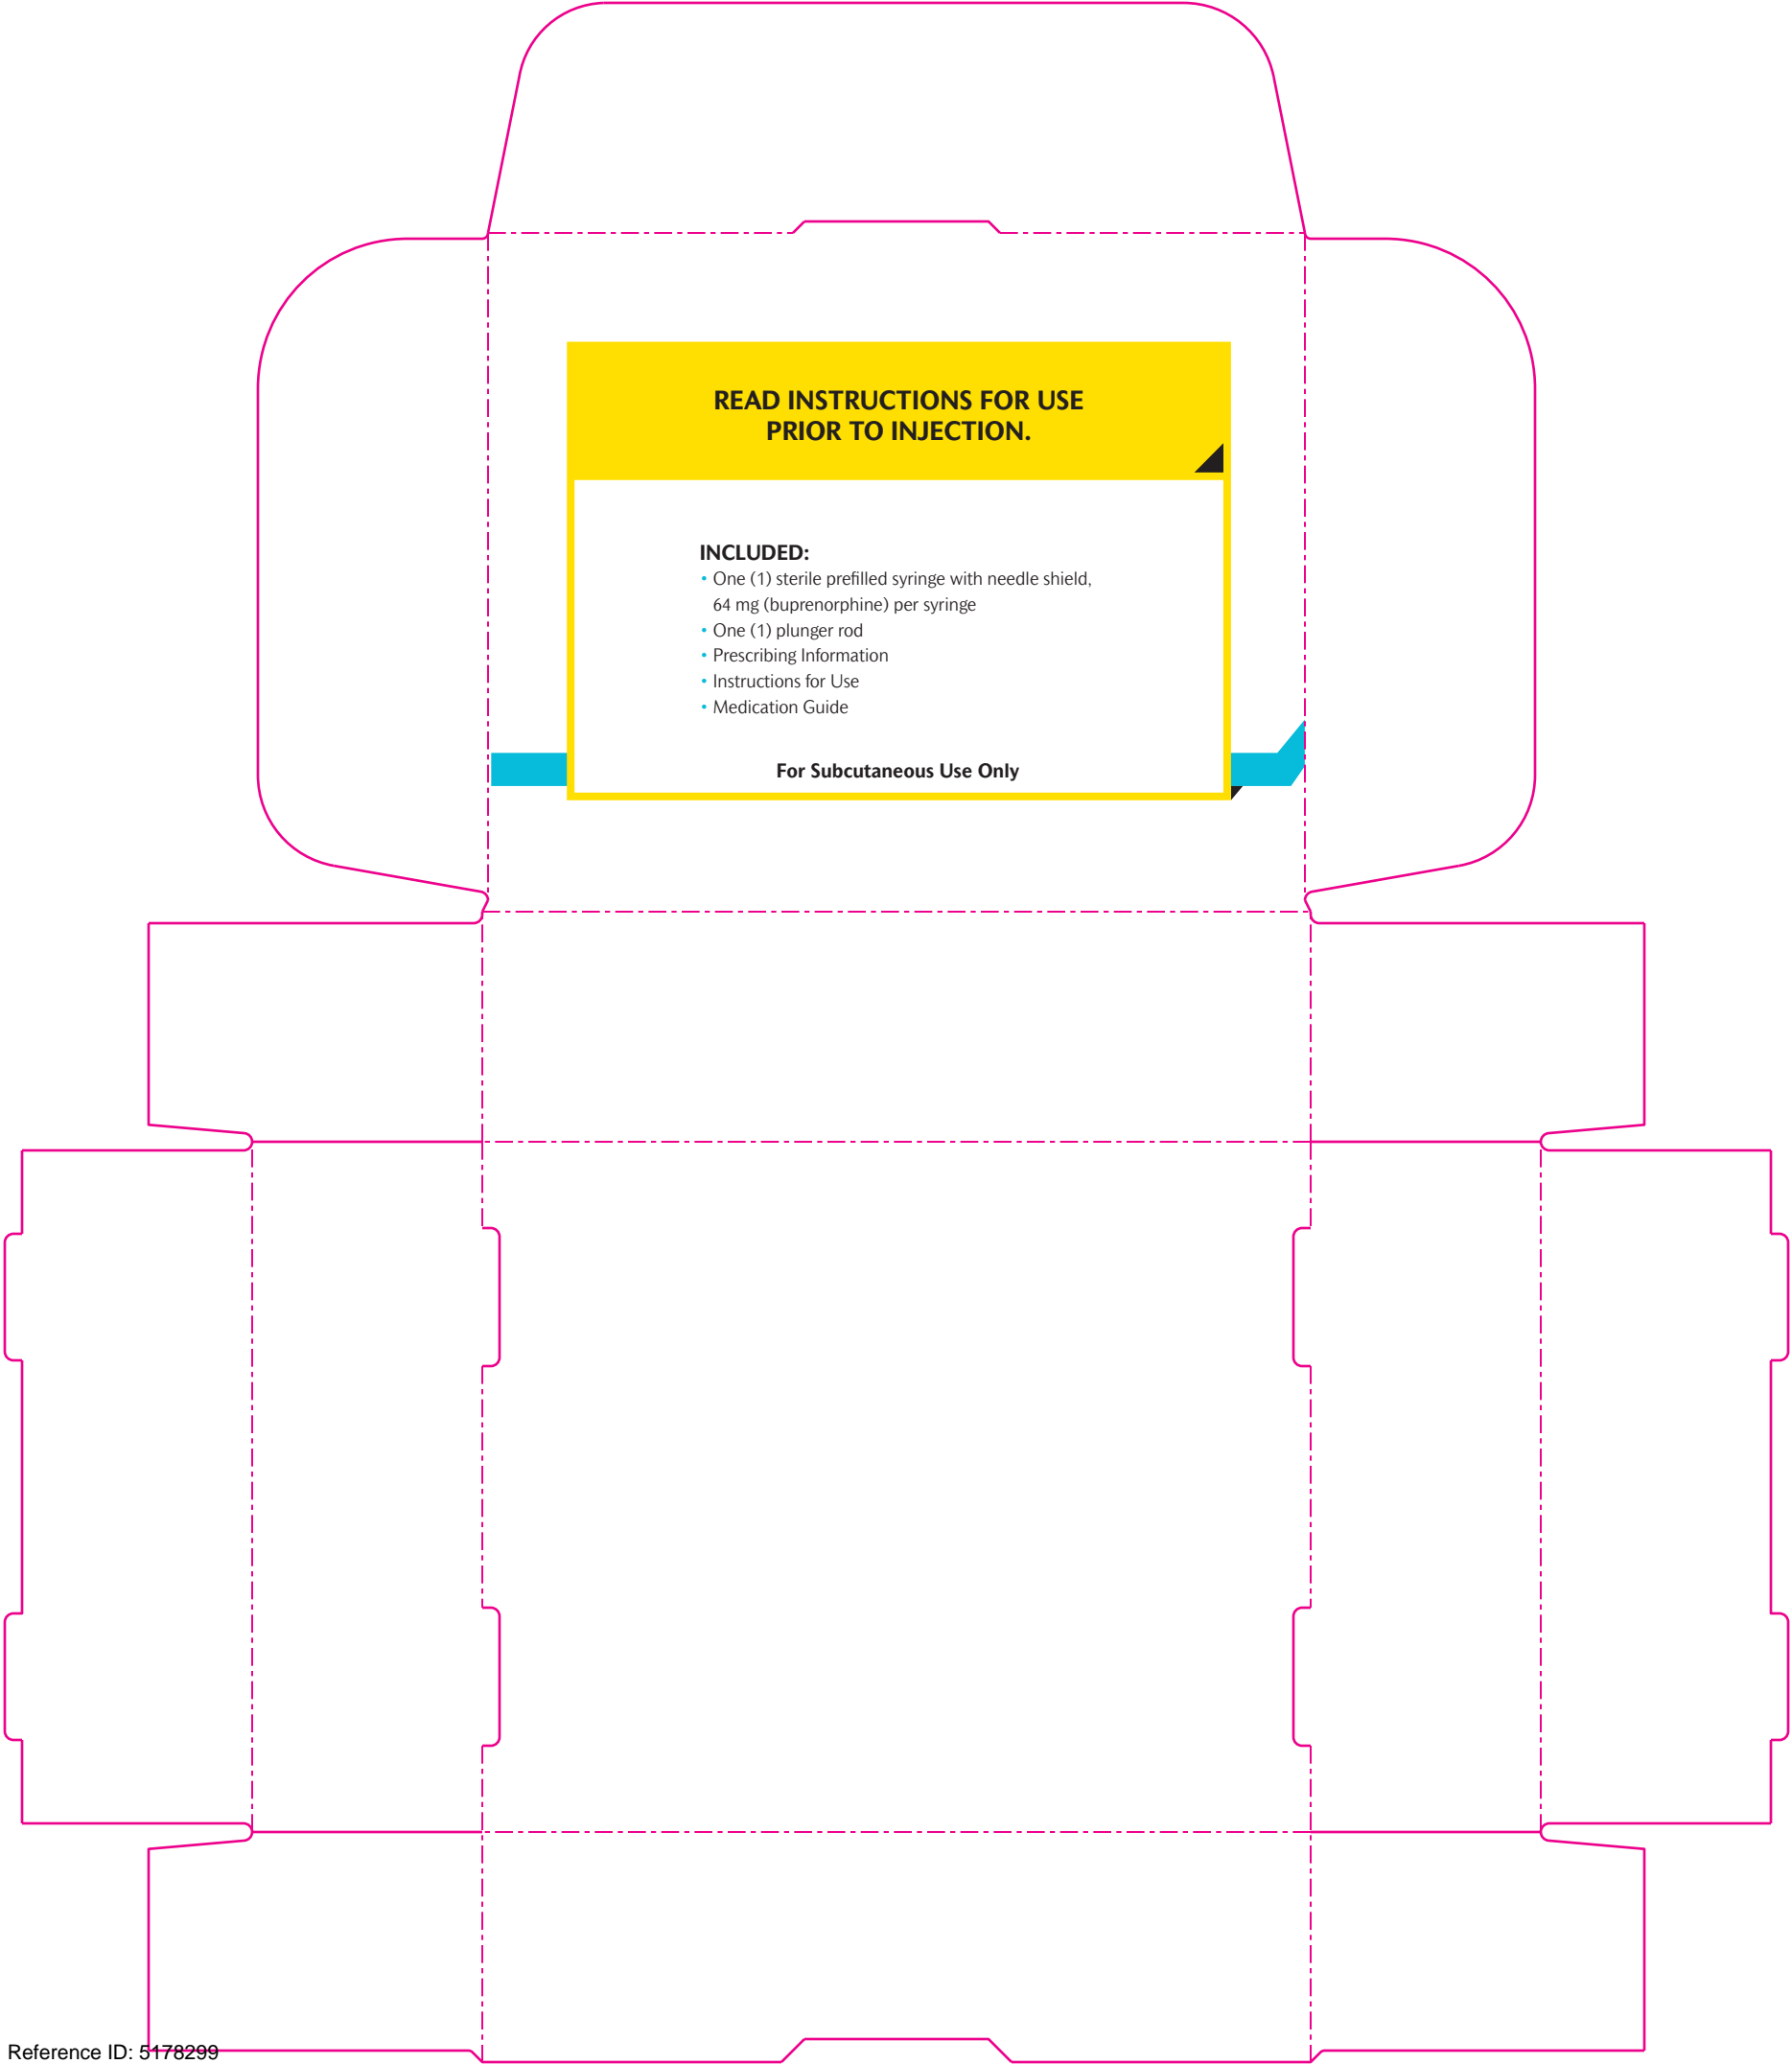 READ INSTRUCTIONS FOR USE
PRIOR TO INJECTION.
INCLUDED:
• One (1) sterile prefilled syringe with needle shield,
64 mg (buprenorphine) per syringe
• One (1) plunger rod
• Prescribing Information
• Instructions for Use
• Medication Guide
For Subcutaneous Use Only
Reference ID: 5178299